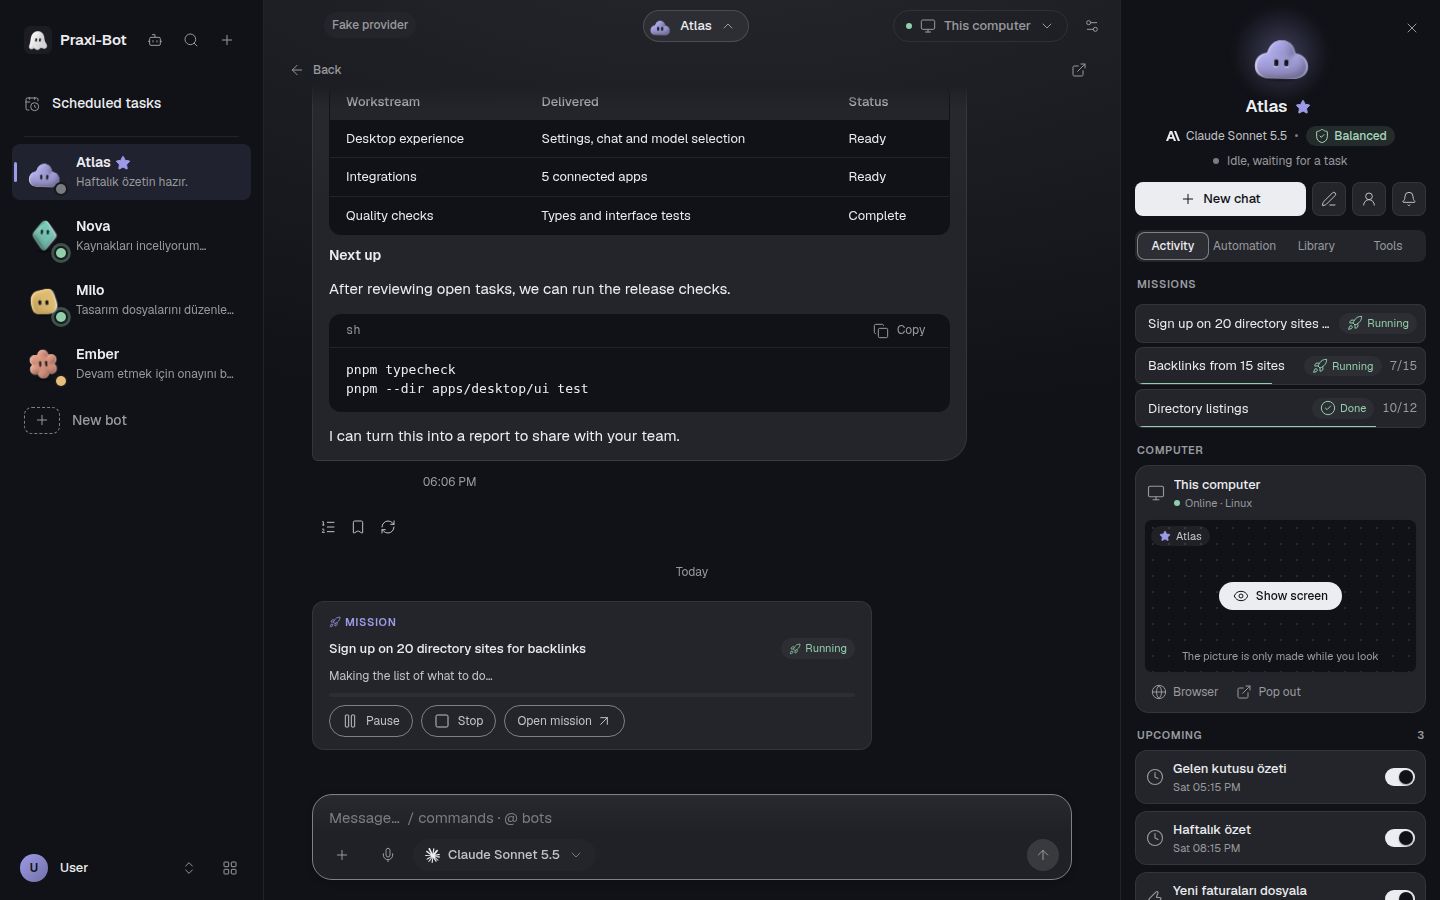 Praxi-Bot
Scheduled tasks
Atlas
Haftalık özetin hazır.
Nova
Kaynakları inceliyorum...
Milo
Tasarım dosyalarını düzenle...
Ember
Devam etmek için onayını b...
New bot
U User
Fake provider
Atlas
This computer
Back
Workstream Delivered Status
Desktop experience Settings, chat and model selection Ready
Integrations 5 connected apps Ready
Quality checks Types and interface tests Complete
Next up
After reviewing open tasks, we can run the release checks.
sh Copy
pnpm typecheck
pnpm --dir apps/desktop/ui test
I can turn this into a report to share with your team.
06:06 PM
Today
MISSION
Sign up on 20 directory sites for backlinks Running
Making the list of what to do...
Pause Stop Open mission
Message... / commands · @ bots
Claude Sonnet 5.5
Atlas
Claude Sonnet 5.5 • Balanced
Idle, waiting for a task
New chat
Activity Automation Library Tools
MISSIONS
Sign up on 20 directory sites ... Running
Backlinks from 15 sites Running 7/15
Directory listings Done 10/12
COMPUTER
This computer
Online · Linux
Atlas
Show screen
The picture is only made while you look
Browser Pop out
UPCOMING 3
Gelen kutusu özeti
Sat 05:15 PM
Haftalık özet
Sat 08:15 PM
Yeni faturaları dosyala